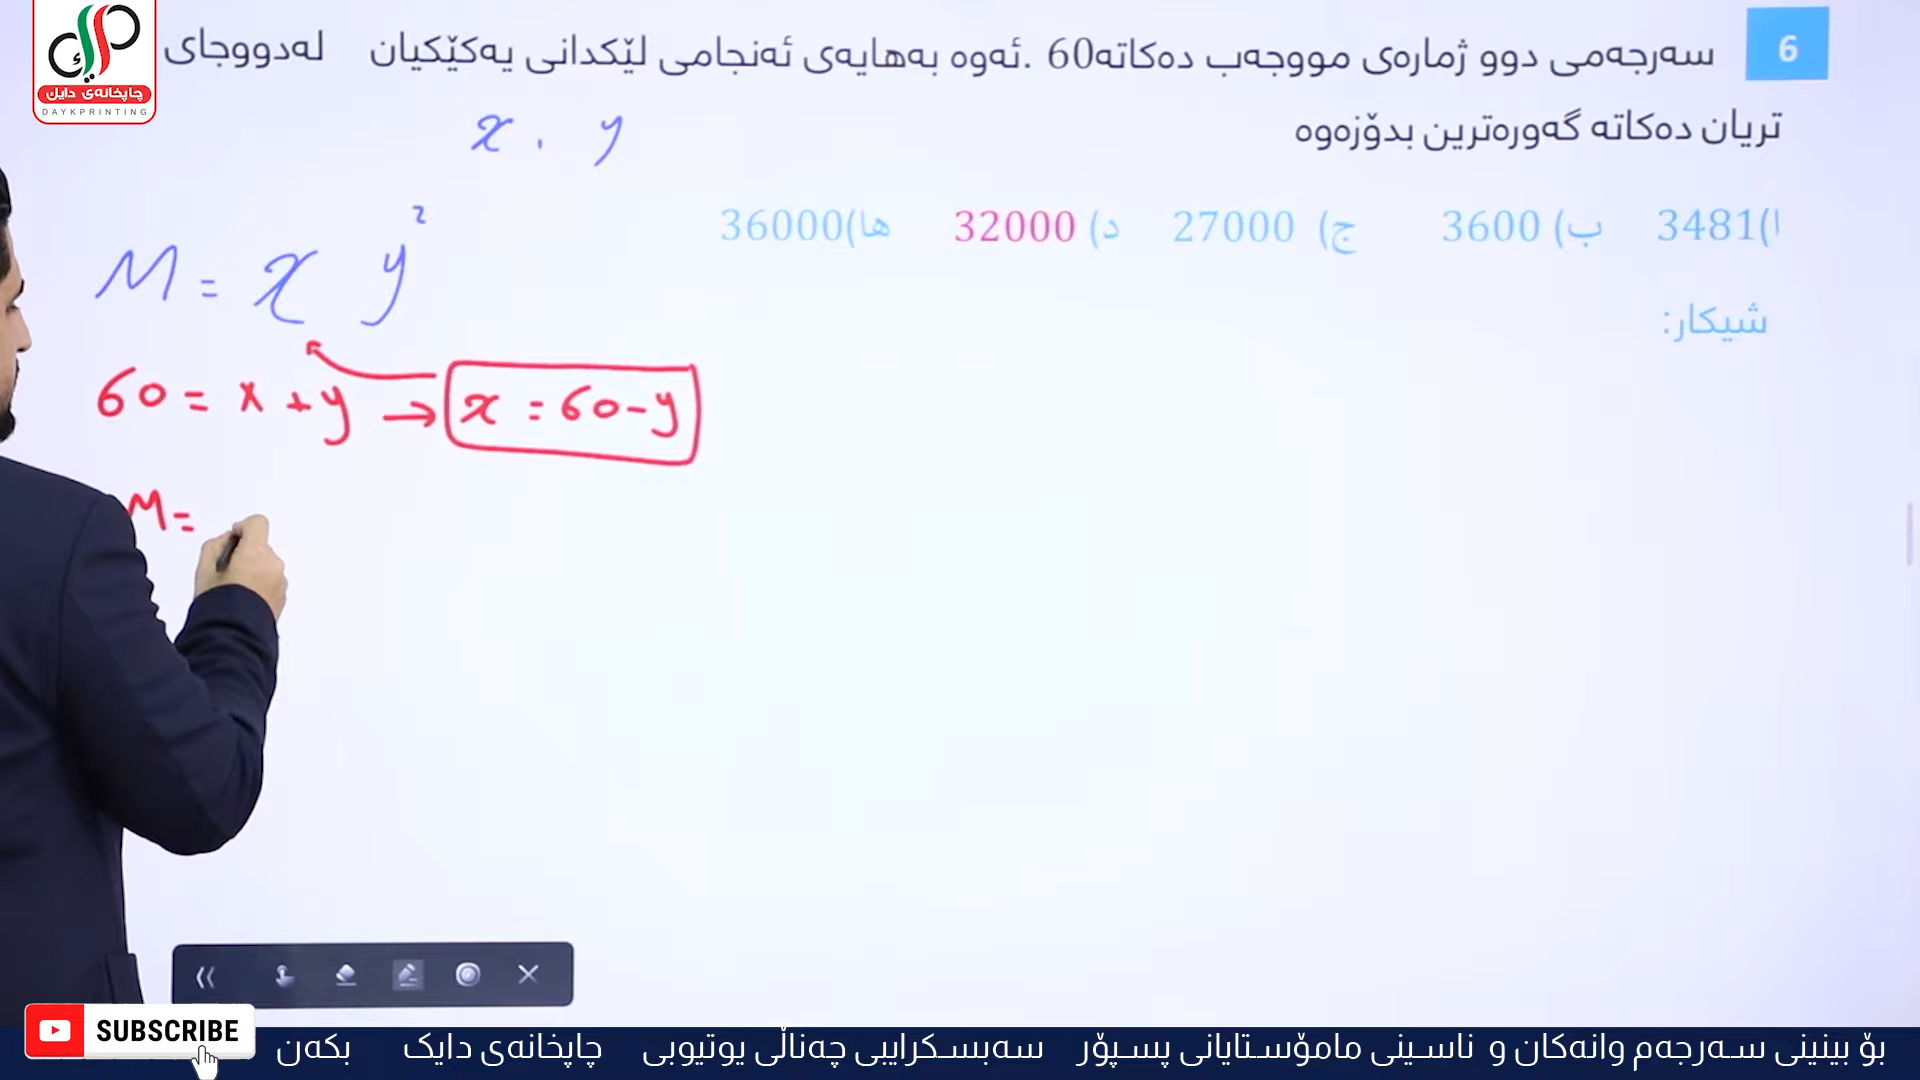 چاپخانەی دایک
DAYKPRINTING
6 سەرجەمی دوو ژمارەی مووجەب دەکاتە60 .ئەوە بەهایەی ئەنجامی لێکدانی یەکێکیان لەدووجای
تریان دەکاتە گەورەترین بدۆزەوە
x , y
ا)3481 ب) 3600 ج) 27000 د) 32000 ها)36000
M = x y²
شیکار:
60 = x + y → x = 60 - y
M =
SUBSCRIBE
بۆ بینینی سەرجەم وانەکان و ناسینی مامۆستایانی پسپۆر سەبسکرایبی چەناڵی یوتیوبی چاپخانەی دایک بکەن